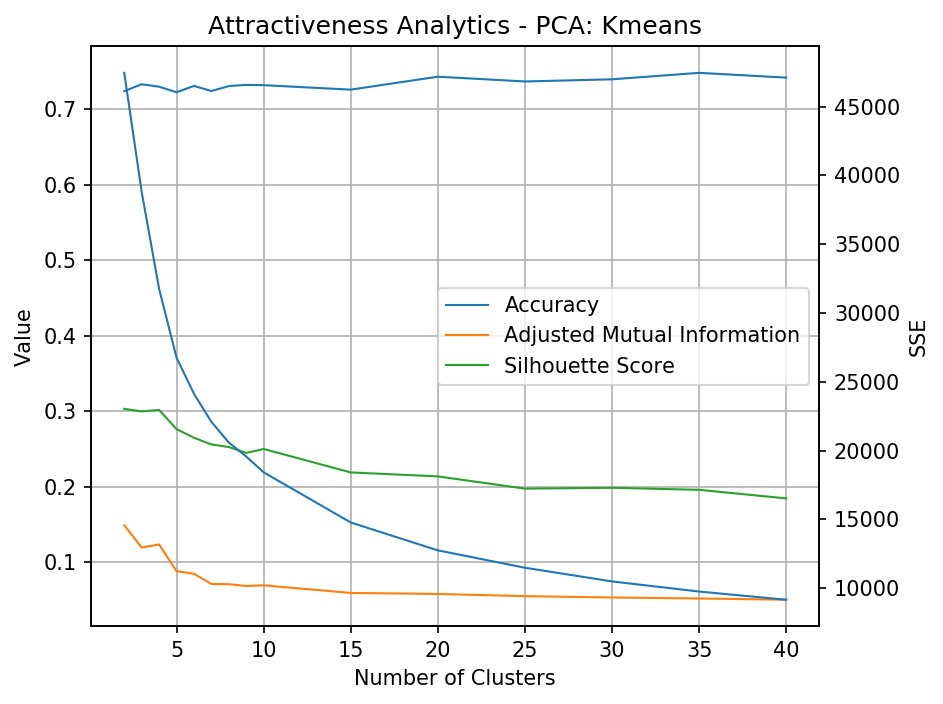 Attractiveness Analytics - PCA: Kmeans
Value
0.7
0.6
0.5
0.4
0.3
0.2
0.1
45000
40000
35000
30000
25000
20000
15000
10000
SSE
Accuracy
Adjusted Mutual Information
Silhouette Score
5 10 15 20 25 30 35 40
Number of Clusters